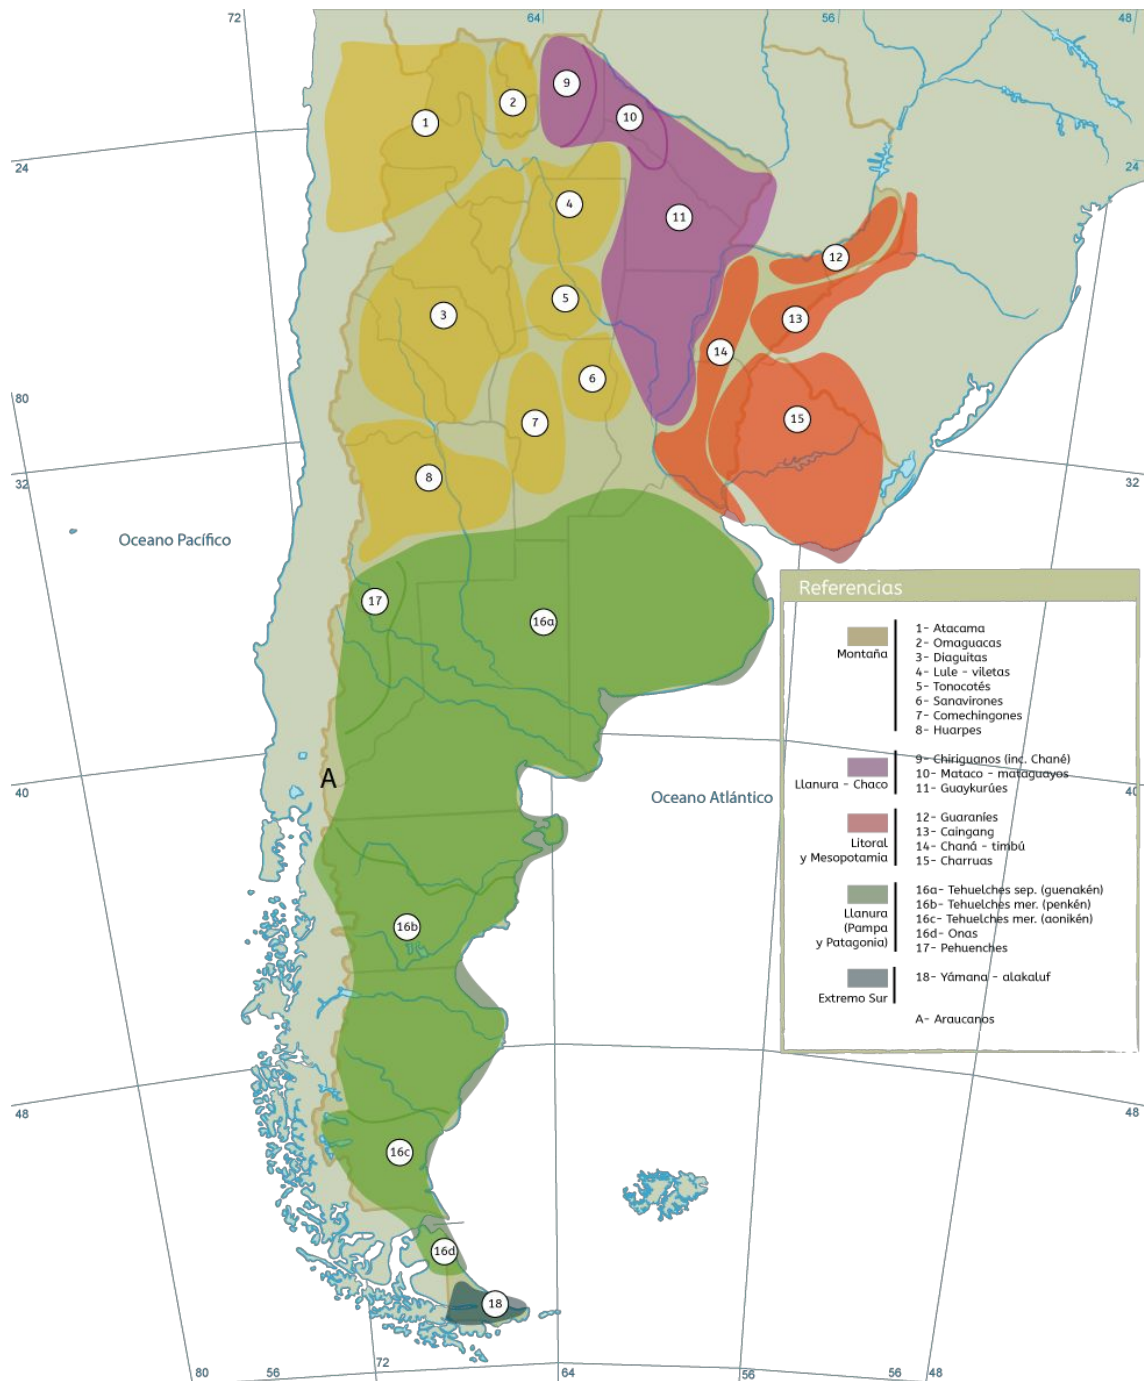 72
64
56
48
9
2
10
1
24
24
4
11
12
5
3
13
14
6
80
15
7
8
32
32
Oceano Pacífico
Referencias
17
16a
Montaña
1- Atacama
2- Omaguacas
3- Diaguitas
4- Lule - viletas
5- Tonocotés
6- Sanavirones
7- Comechingones
8- Huarpes
Llanura - Chaco
9- Chiriguanos (inc. Chané)
10- Mataco - mataguayos
11- Guaykurúes
A
40
Oceano Atlántico
40
Litoral
y Mesopotamia
12- Guaraníes
13- Caingang
14- Chaná - timbú
15- Charruas
Llanura
(Pampa
y Patagonia)
16a- Tehuelches sep. (guenakén)
16b- Tehuelches mer. (penkén)
16c- Tehuelches mer. (aonikén)
16d- Onas
17- Pehuenches
16b
Extremo Sur
18- Yámana - alakaluf
A- Araucanos
48
48
16c
16d
18
80
56
72
64
56
56
48